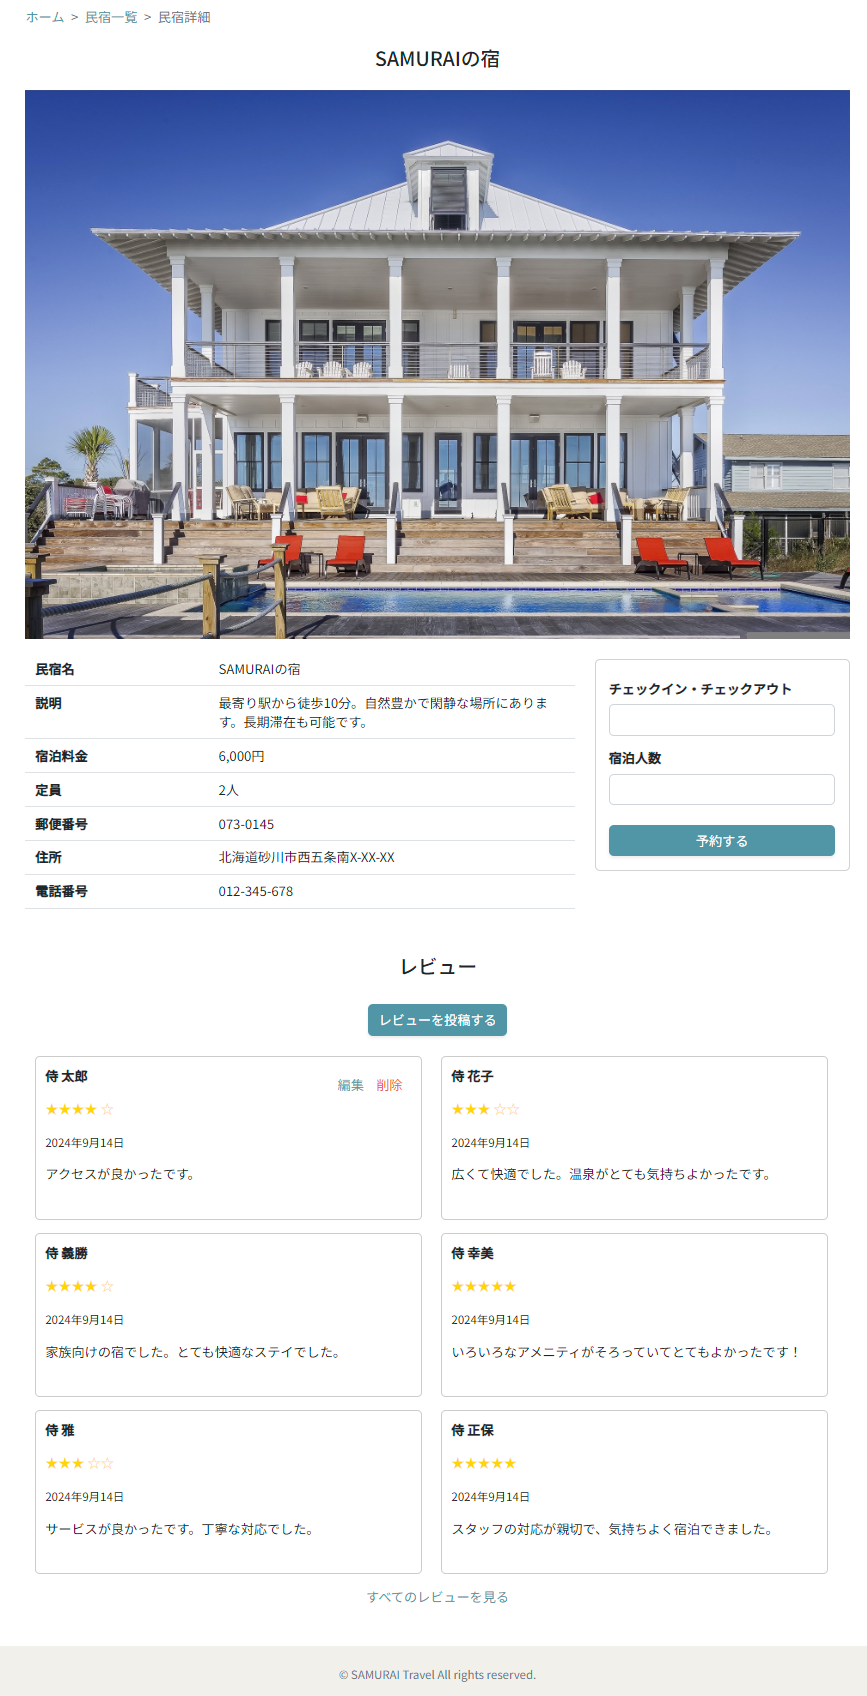 ホーム > 民宿一覧 > 民宿詳細
SAMURAIの宿
民宿名 SAMURAIの宿
説明 最寄り駅から徒歩10分。自然豊かで閑静な場所にありま
す。長期滞在も可能です。
宿泊料金 6,000円
定員 2人
郵便番号 073-0145
住所 北海道砂川市西五条南X-XX-XX
電話番号 012-345-678
チェックイン・チェックアウト
宿泊人数
予約する
レビュー
レビューを投稿する
侍 太郎
編集 削除
★★★★ ☆
2024年9月14日
アクセスが良かったです。
侍 花子
★★★ ☆☆
2024年9月14日
広くて快適でした。温泉がとても気持ちよかったです。
侍 義勝
★★★★ ☆
2024年9月14日
家族向けの宿でした。とても快適なステイでした。
侍 幸美
★★★★★
2024年9月14日
いろいろなアメニティがそろっていてとてもよかったです！
侍 雅
★★★ ☆☆
2024年9月14日
サービスが良かったです。丁寧な対応でした。
侍 正保
★★★★★
2024年9月14日
スタッフの対応が親切で、気持ちよく宿泊できました。
すべてのレビューを見る
© SAMURAI Travel All rights reserved.